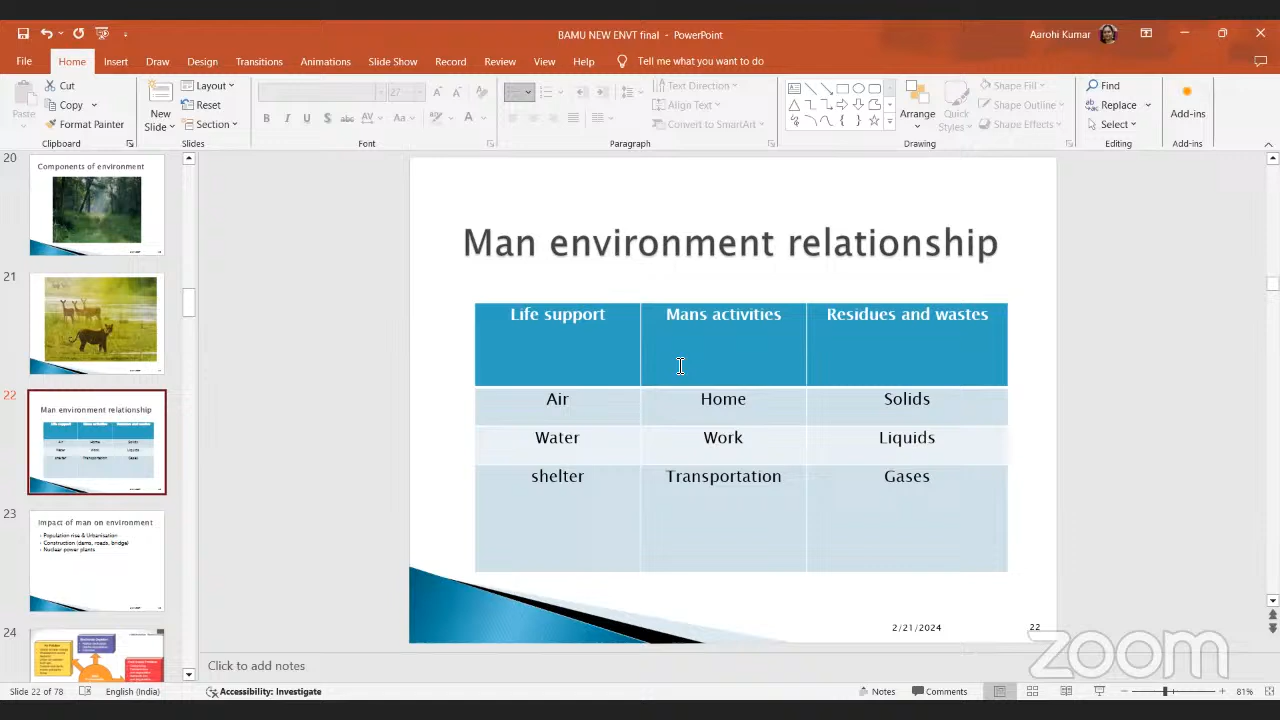 BAMU NEW ENVT final - PowerPoint
Aarohi Kumar
File Home Insert Draw Design Transitions Animations Slide Show Record Review View Help Tell me what you want to do
Paste
Cut
Copy
Format Painter
Clipboard
New Slide
Layout
Reset
Section
Slides
27
B I U S abc AV Aa A
Font
Text Direction
Align Text
Convert to SmartArt
Paragraph
Arrange
Quick Styles
Shape Fill
Shape Outline
Shape Effects
Drawing
Find
Replace
Select
Editing
Add-ins
Add-ins
20
Components of environment
21
22
Man environment relationship
23
Impact of man on environment
Population rise & Urbanisation
Construction (dams, roads, bridge)
Nuclear power plants
24
Man environment relationship
Life support Mans activities Residues and wastes
Air Home Solids
Water Work Liquids
shelter Transportation Gases
2/21/2024 22
zoom
Click to add notes
Slide 22 of 78 English (India) Accessibility: Investigate Notes Comments 81%